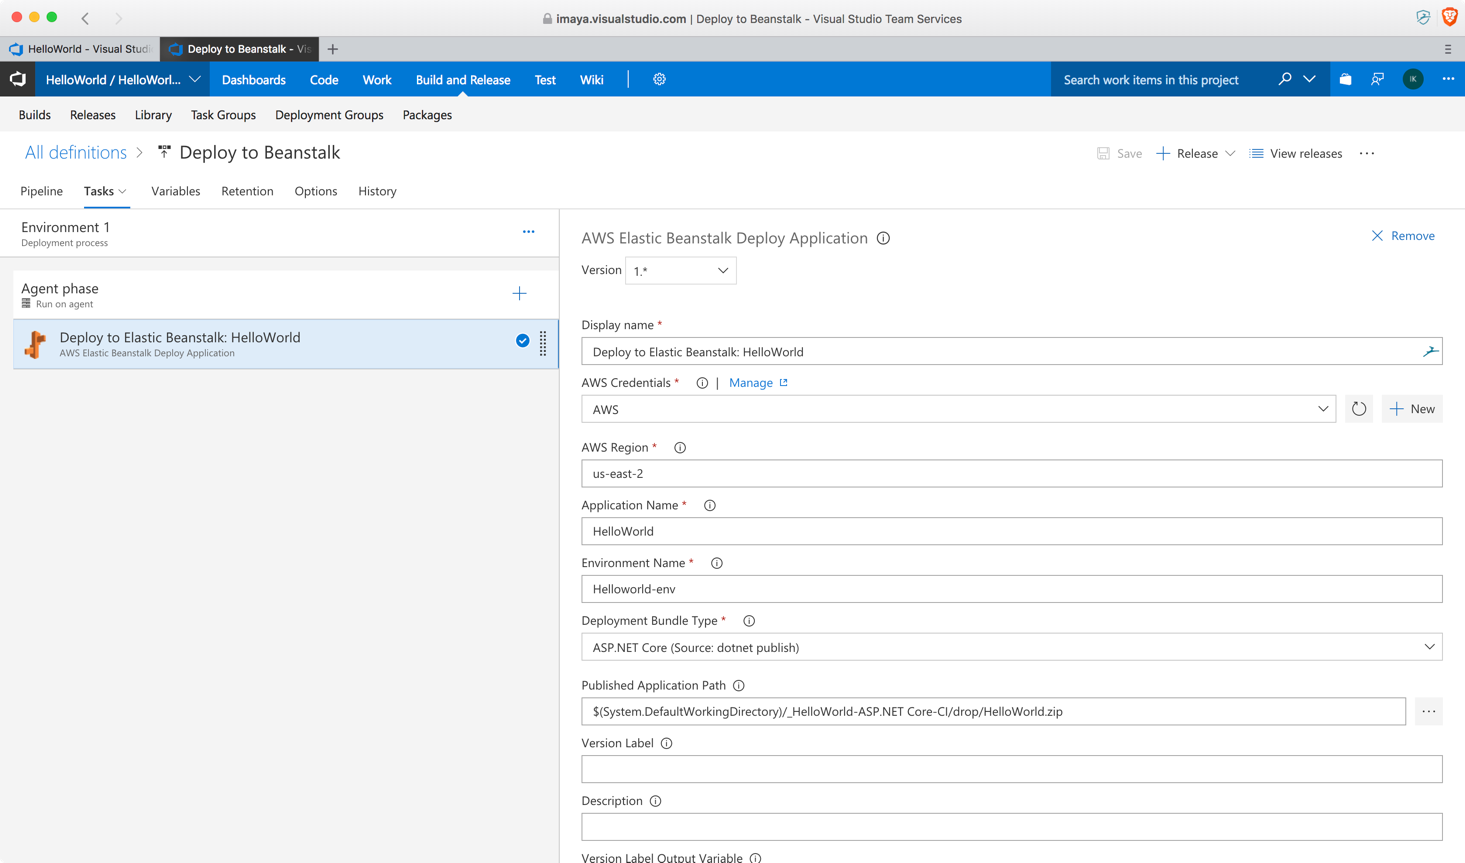 imaya.visualstudio.com | Deploy to Beanstalk - Visual Studio Team Services
HelloWorld - Visual Studi
Deploy to Beanstalk - Vis
HelloWorld / HelloWorl...
Dashboards
Code
Work
Build and Release
Test
Wiki
Search work items in this project
IK
Builds
Releases
Library
Task Groups
Deployment Groups
Packages
All definitions
Deploy to Beanstalk
Save
Release
View releases
Pipeline
Tasks
Variables
Retention
Options
History
Environment 1
Deployment process
Agent phase
Run on agent
Deploy to Elastic Beanstalk: HelloWorld
AWS Elastic Beanstalk Deploy Application
AWS Elastic Beanstalk Deploy Application
Remove
Version
1.*
Display name *
Deploy to Elastic Beanstalk: HelloWorld
AWS Credentials * | Manage
AWS
New
AWS Region *
us-east-2
Application Name *
HelloWorld
Environment Name *
Helloworld-env
Deployment Bundle Type *
ASP.NET Core (Source: dotnet publish)
Published Application Path
$(System.DefaultWorkingDirectory)/_HelloWorld-ASP.NET Core-CI/drop/HelloWorld.zip
Version Label
Description
Version Label Output Variable